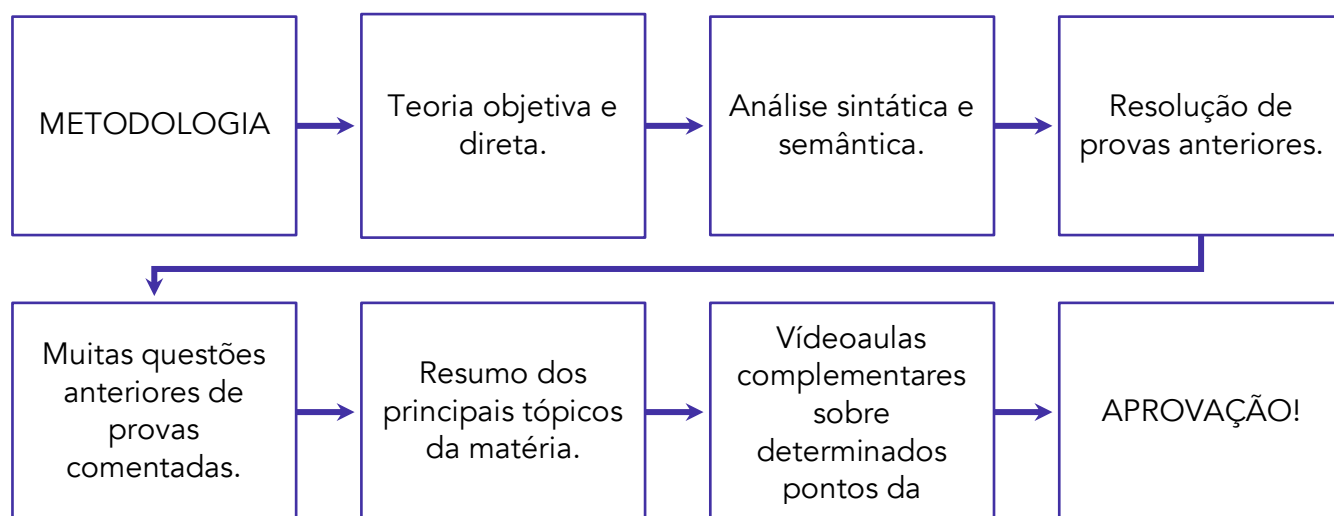 METODOLOGIA
Teoria objetiva e
direta.
Análise sintática e
semântica.
Resolução de
provas anteriores.
Muitas questões
anteriores de
provas
comentadas.
Resumo dos
principais tópicos
da matéria.
Vídeoaulas
complementares
sobre
determinados
pontos da
APROVAÇÃO!